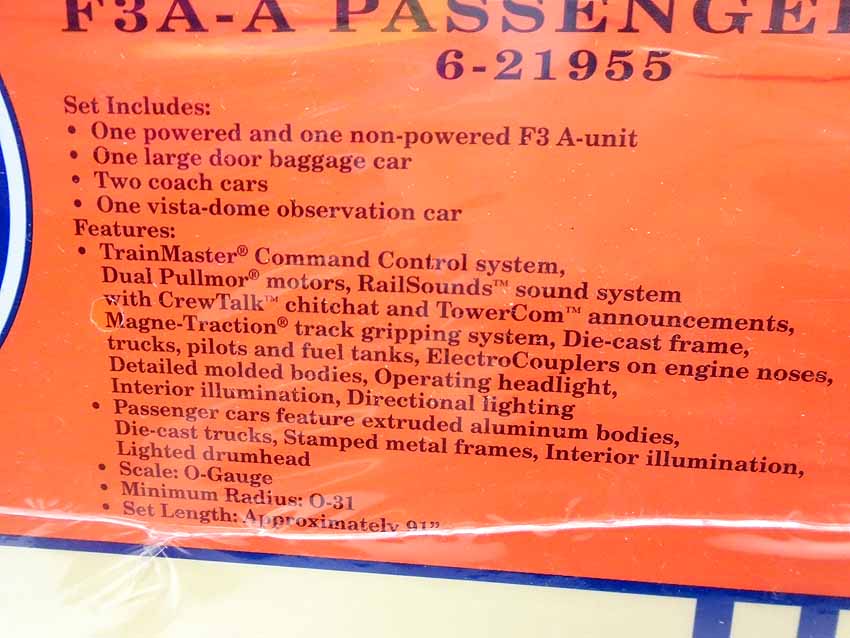 F3A-A PASSENGER
6-21955
Set Includes:
• One powered and one non-powered F3 A-unit
• One large door baggage car
• Two coach cars
• One vista-dome observation car
Features:
• TrainMaster® Command Control system,
Dual Pullmor® motors, RailSounds™ sound system
with CrewTalk™ chitchat and TowerCom™ announcements,
Magne-Traction® track gripping system, Die-cast frame,
trucks, pilots and fuel tanks, ElectroCouplers on engine noses,
Detailed molded bodies, Operating headlight,
Interior illumination, Directional lighting
• Passenger cars feature extruded aluminum bodies,
Die-cast trucks, Stamped metal frames, Interior illumination,
Lighted drumhead
• Scale: O-Gauge
• Minimum Radius: O-31
• Set Length: Approximately 91"